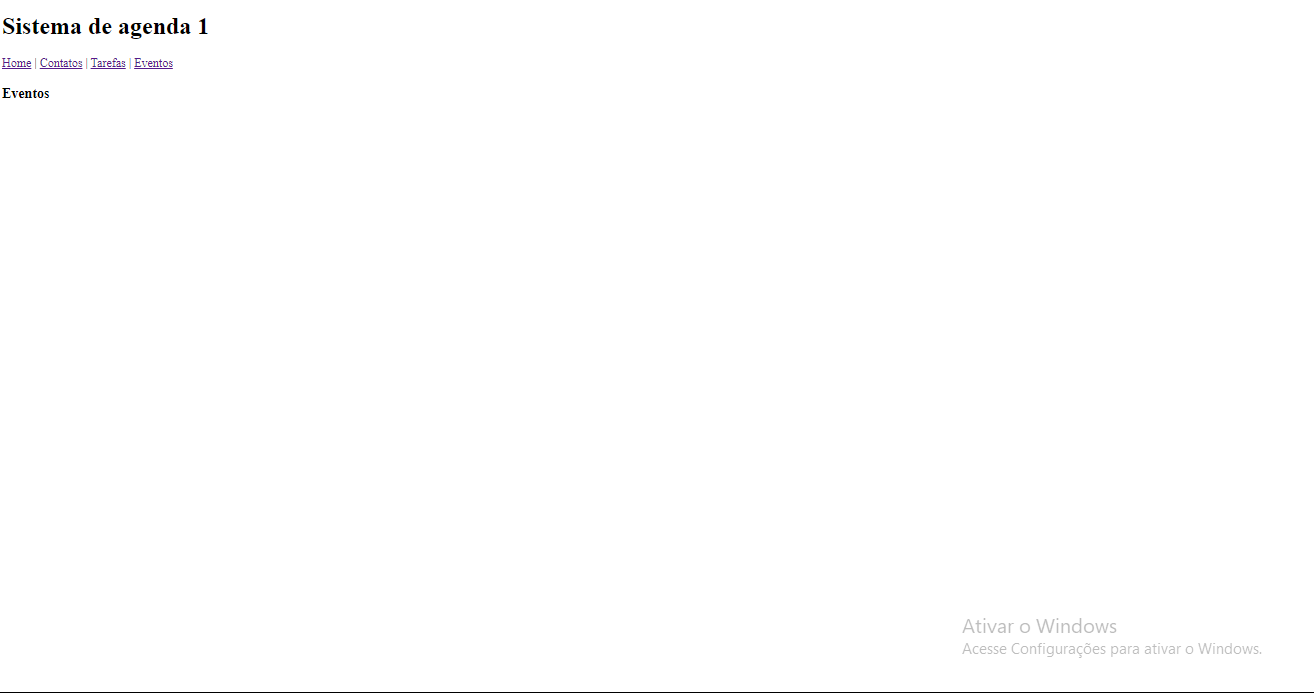 Sistema de agenda 1
Home | Contatos | Tarefas | Eventos
Eventos
Ativar o Windows
Acesse Configurações para ativar o Windows.